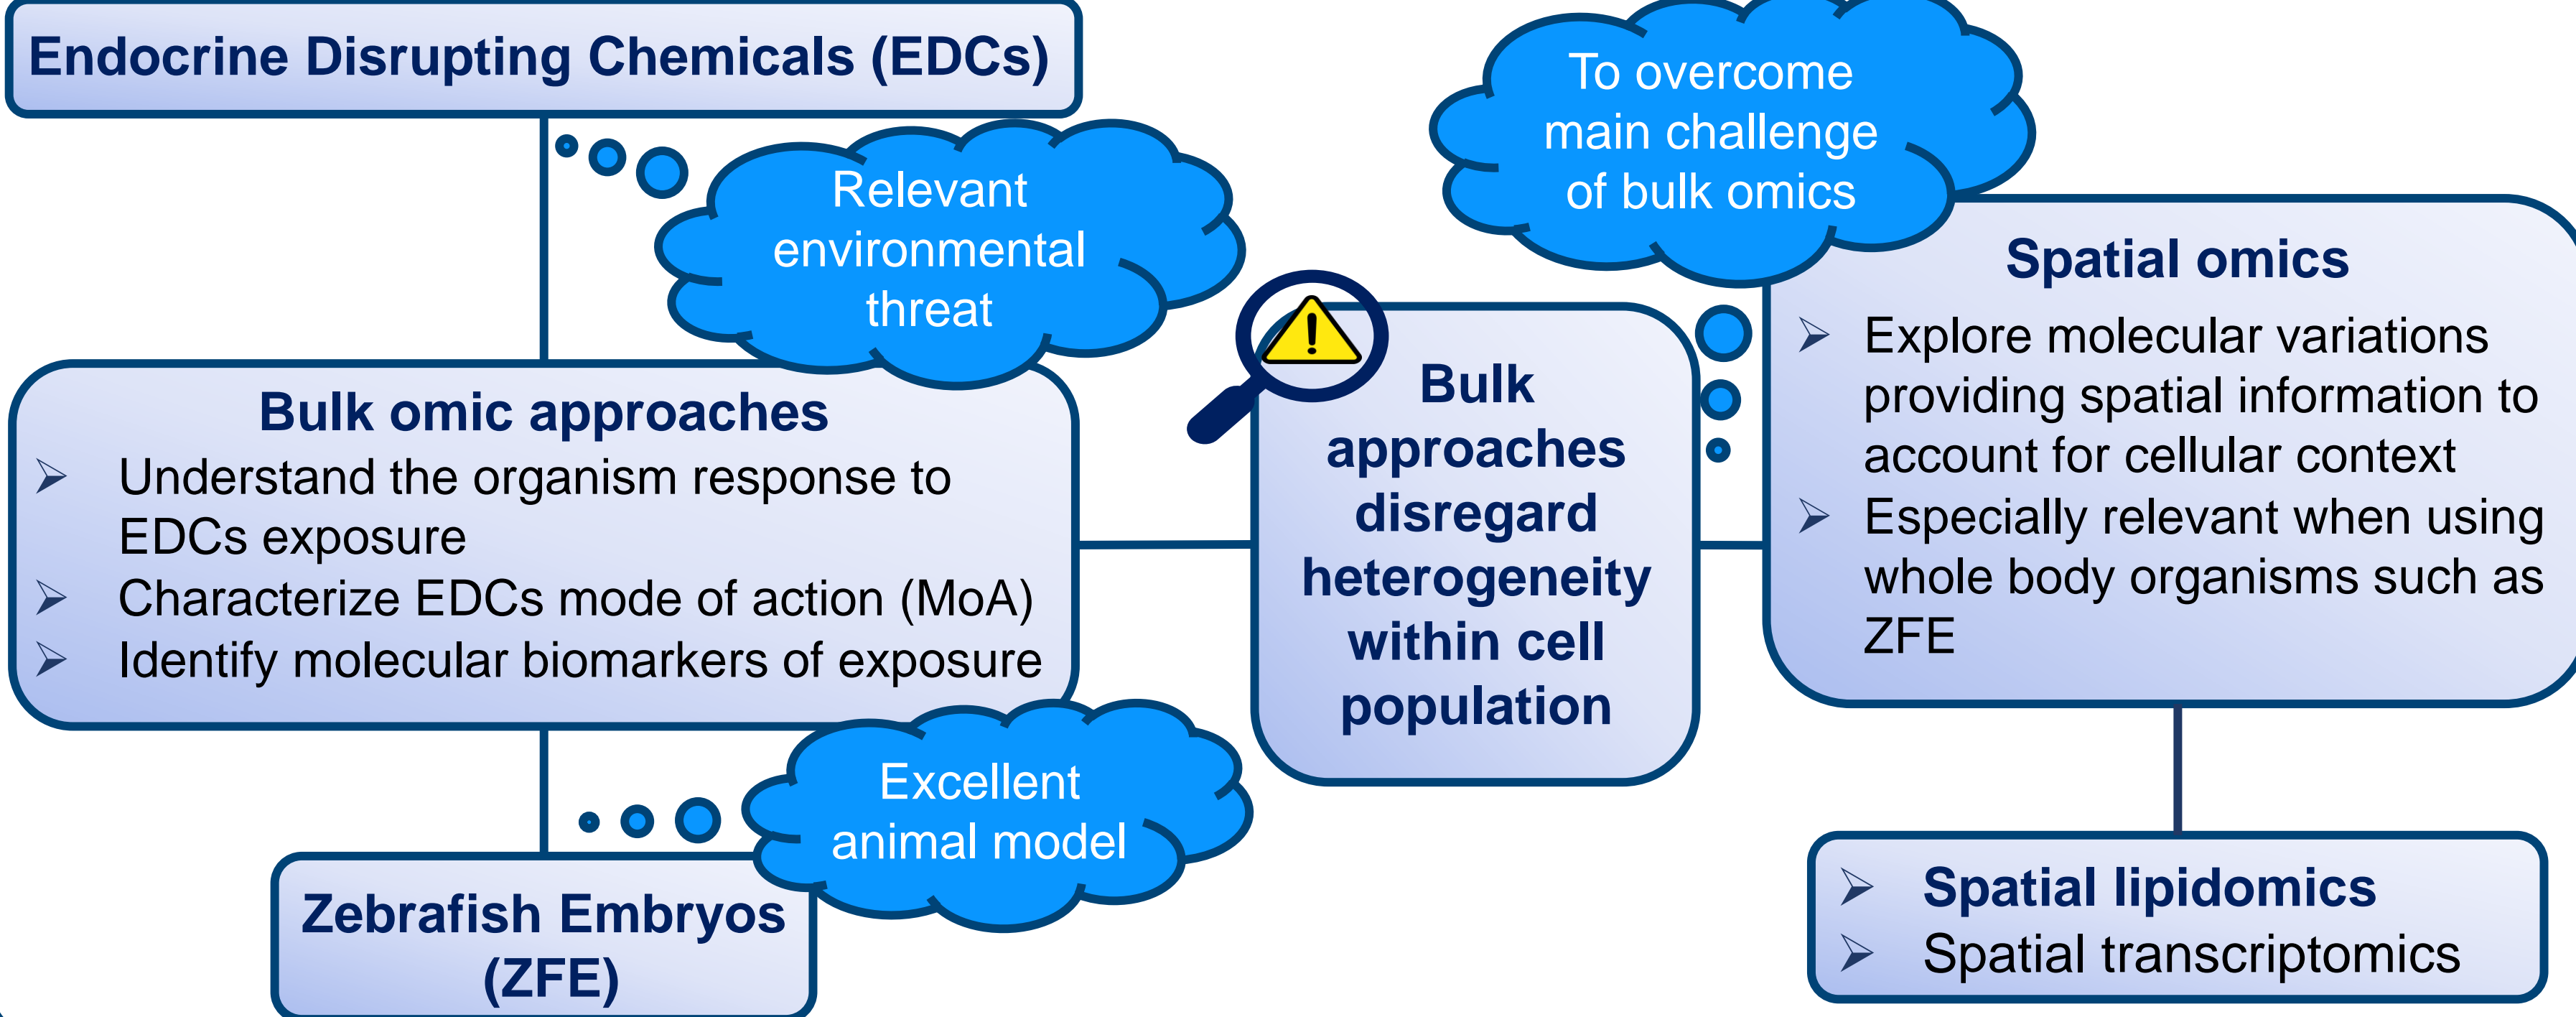 Endocrine Disrupting Chemicals (EDCs)
Relevant
environmental
threat
Bulk omic approaches
➢ Understand the organism response to
EDCs exposure
➢ Characterize EDCs mode of action (MoA)
➢ Identify molecular biomarkers of exposure
Excellent
animal model
Zebrafish Embryos
(ZFE)
!
Bulk
approaches
disregard
heterogeneity
within cell
population
To overcome
main challenge
of bulk omics
Spatial omics
➢ Explore molecular variations
providing spatial information to
account for cellular context
➢ Especially relevant when using
whole body organisms such as
ZFE
➢ Spatial lipidomics
➢ Spatial transcriptomics